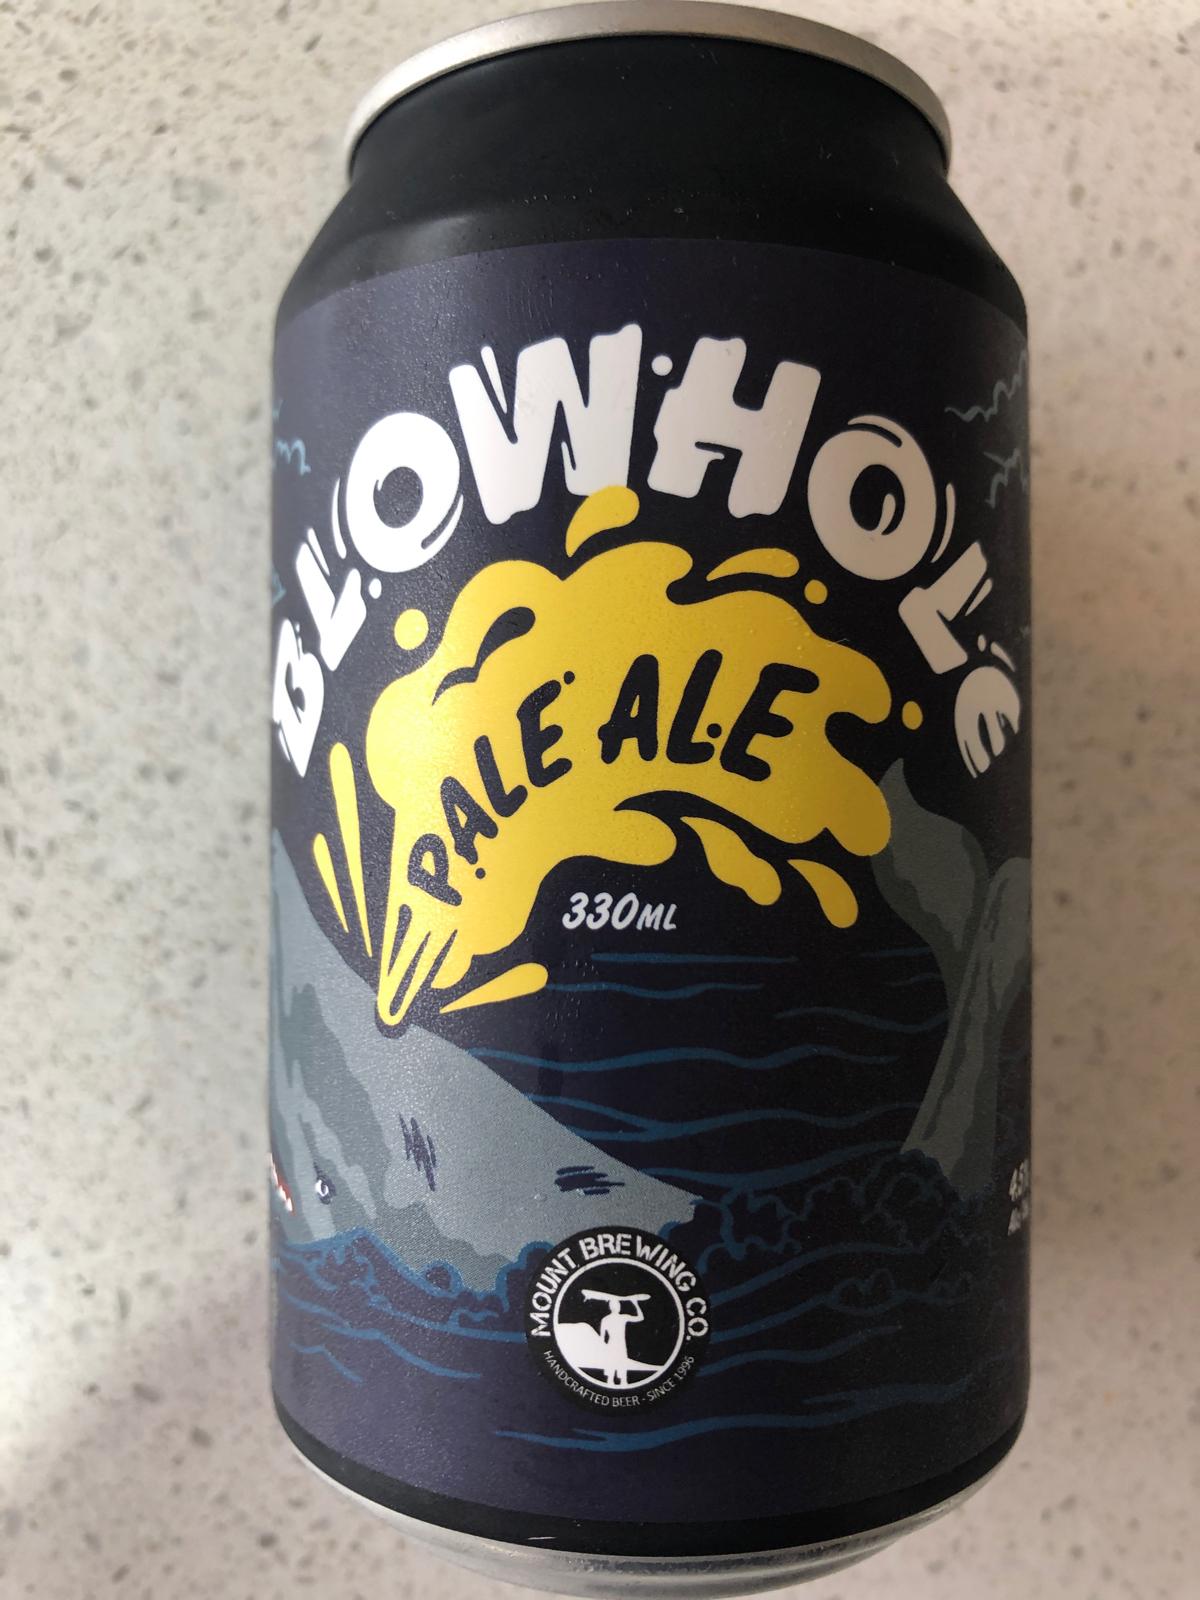 BLOWHOLE
PALE ALE
330ML
MOUNT BREWING CO.
HANDCRAFTED BEER - SINCE 1996